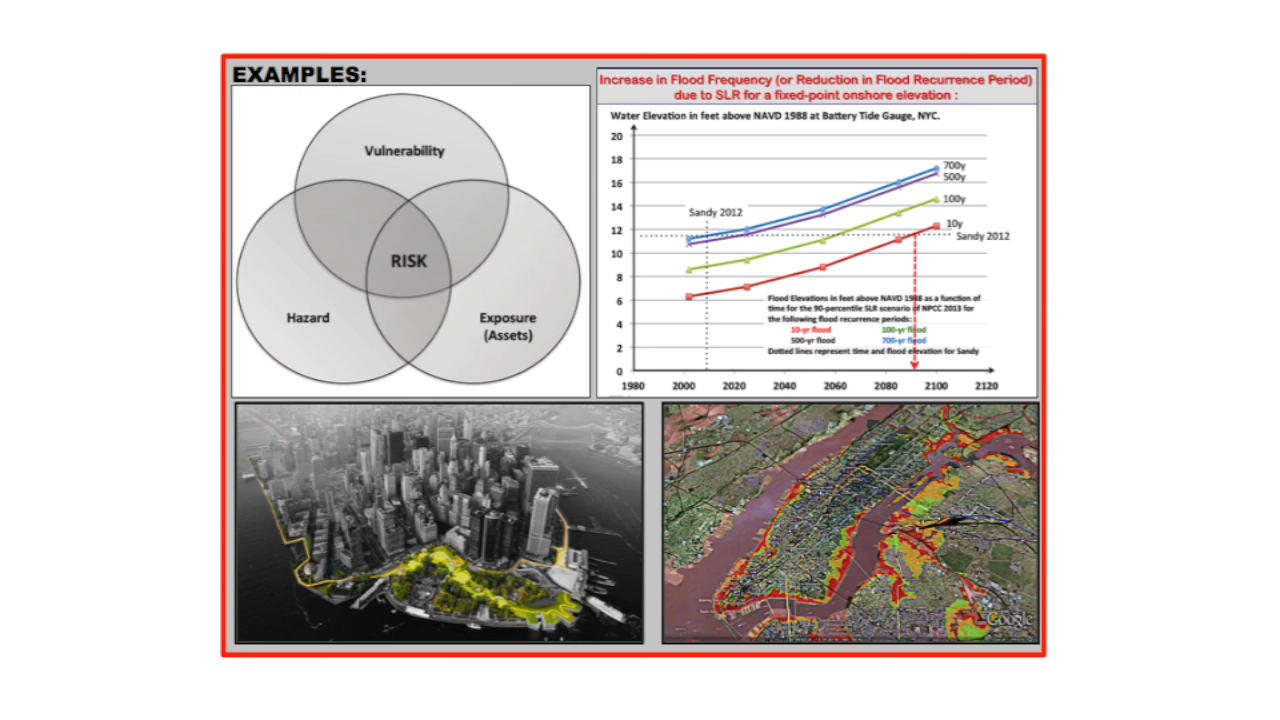 EXAMPLES:
Vulnerability
RISK
Hazard
Exposure
(Assets)
Increase in Flood Frequency (or Reduction in Flood Recurrence Period)
due to SLR for a fixed-point onshore elevation :
Water Elevation in feet above NAVD 1988 at Battery Tide Gauge, NYC.
20
18
16
14
12
10
8
6
4
2
0
1980
2000
2020
2040
2060
2080
2100
2120
700y
500y
100y
10y
Sandy 2012
Sandy 2012
Flood Elevations in feet above NAVD 1988 as a function of
time for the 90-percentile SLR scenario of NPCC 2013 for
the following flood recurrence periods:
10-yr flood 100-yr flood
500-yr flood 700-yr flood
Dotted lines represent time and flood elevation for Sandy
Google